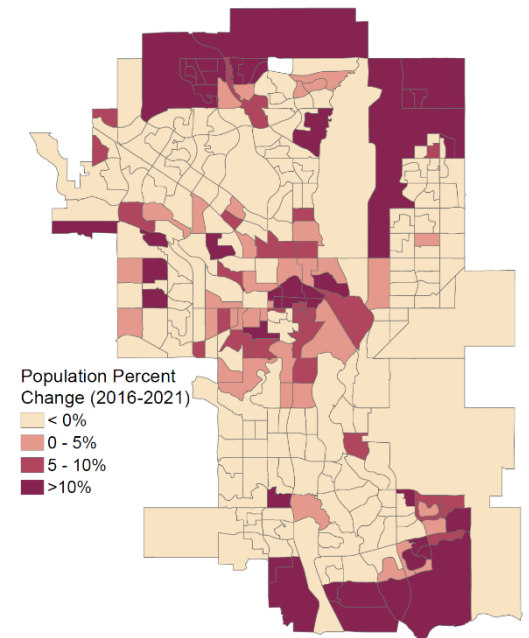 Population Percent
Change (2016-2021)
< 0%
0 - 5%
5 - 10%
>10%